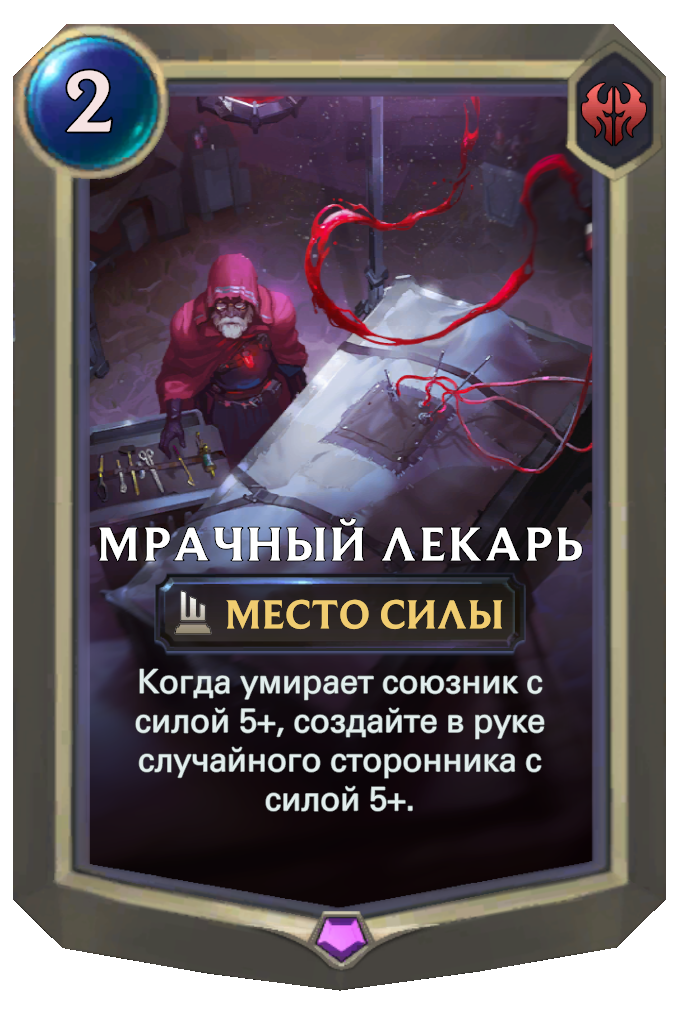 2
МРАЧНЫЙ ЛЕКАРЬ
МЕСТО СИЛЫ
Когда умирает союзник с
силой 5+, создайте в руке
случайного сторонника с
силой 5+.